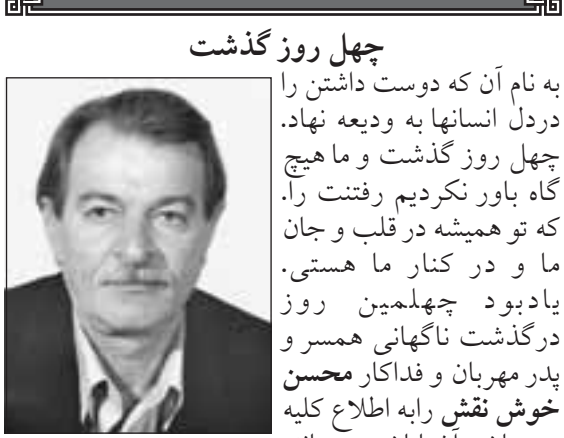 چهل روز گذشت
به نام آن که دوست داشتن را
دردل انسانها به ودیعه نهاد.
چهل روز گذشت و ما هیچ
گاه باور نکردیم رفتنت را.
که تو همیشه در قلب و جان
ما و در کنار ما هستی.
یادبود چهلمین روز
درگذشت ناگهانی همسر و
پدر مهربان و فداکار محسن
خوش نقش رابه اطلاع کلیه